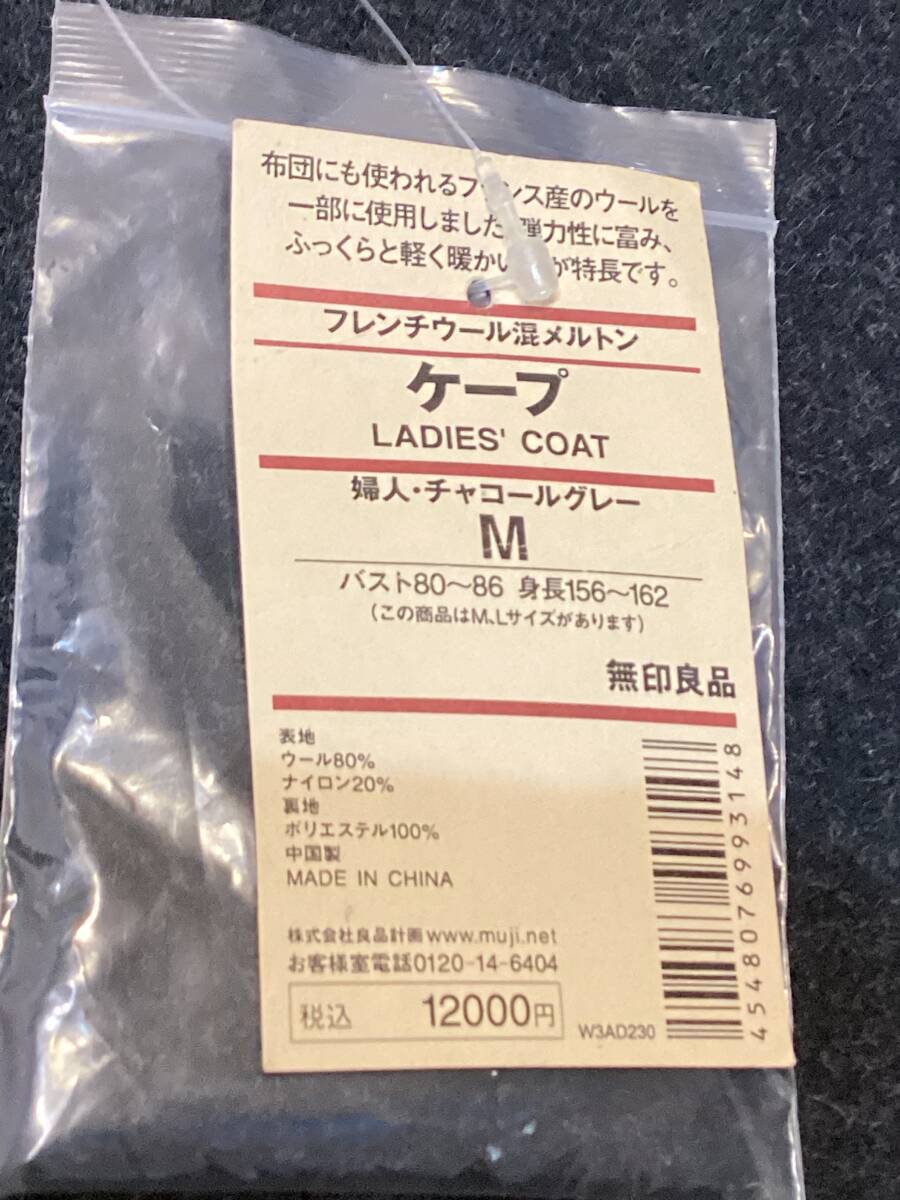 布団にも使われるフランス産のウールを
一部に使用しました。弾力性に富み、
ふっくらと軽く暖かい が特長です。
フレンチウール混メルトン
ケープ
LADIES' COAT
婦人・チャコールグレー
M
バスト80〜86 身長156〜162
(この商品はM、Lサイズがあります)
無印良品
表地
ウール80%
ナイロン20%
裏地
ポリエステル100%
中国製
MADE IN CHINA
株式会社良品計画 www.muji.net
お客様室電話0120-14-6404
税込 12000円
W3AD230
4548076993148